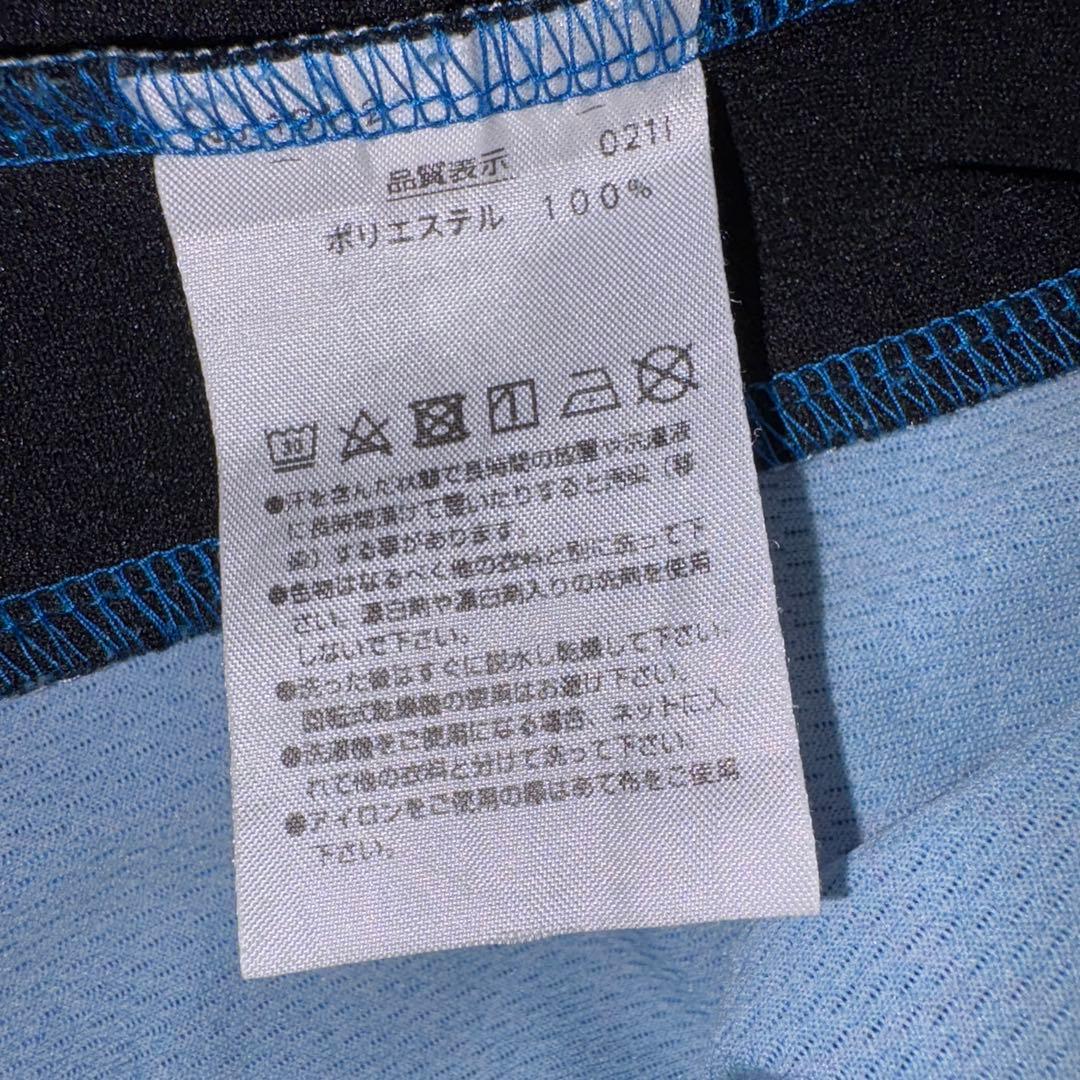 0211
品質表示
ポリエステル 100%
30
●汗を含んだ状態で長時間の放置や洗濯液
に長時間漬けて置いたりすると汚染（移
染）する事があります。
●色物はなるべく他の衣料と別に洗って下
さい。漂白剤や漂白剤入りの洗剤を使用
しないで下さい。
●洗った後はすぐに脱水し乾燥して下さい。
回転式乾燥機の使用はお避け下さい。
●洗濯機をご使用になる場合、ネットに入
れて他の衣料と分けて洗って下さい。
●アイロンをご使用の際はあて布をご使用
下さい。